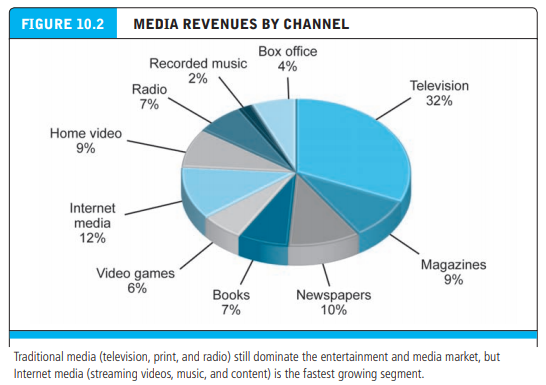 FIGURE 10.2 MEDIA REVENUES BY CHANNEL
Box office
4%
Recorded music
2%
Television
32%
Radio
7%
Home video
9%
Internet
media
12%
Magazines
9%
Video games
6%
Books
7%
Newspapers
10%
Traditional media (television, print, and radio) still dominate the entertainment and media market, but
Internet media (streaming videos, music, and content) is the fastest growing segment.